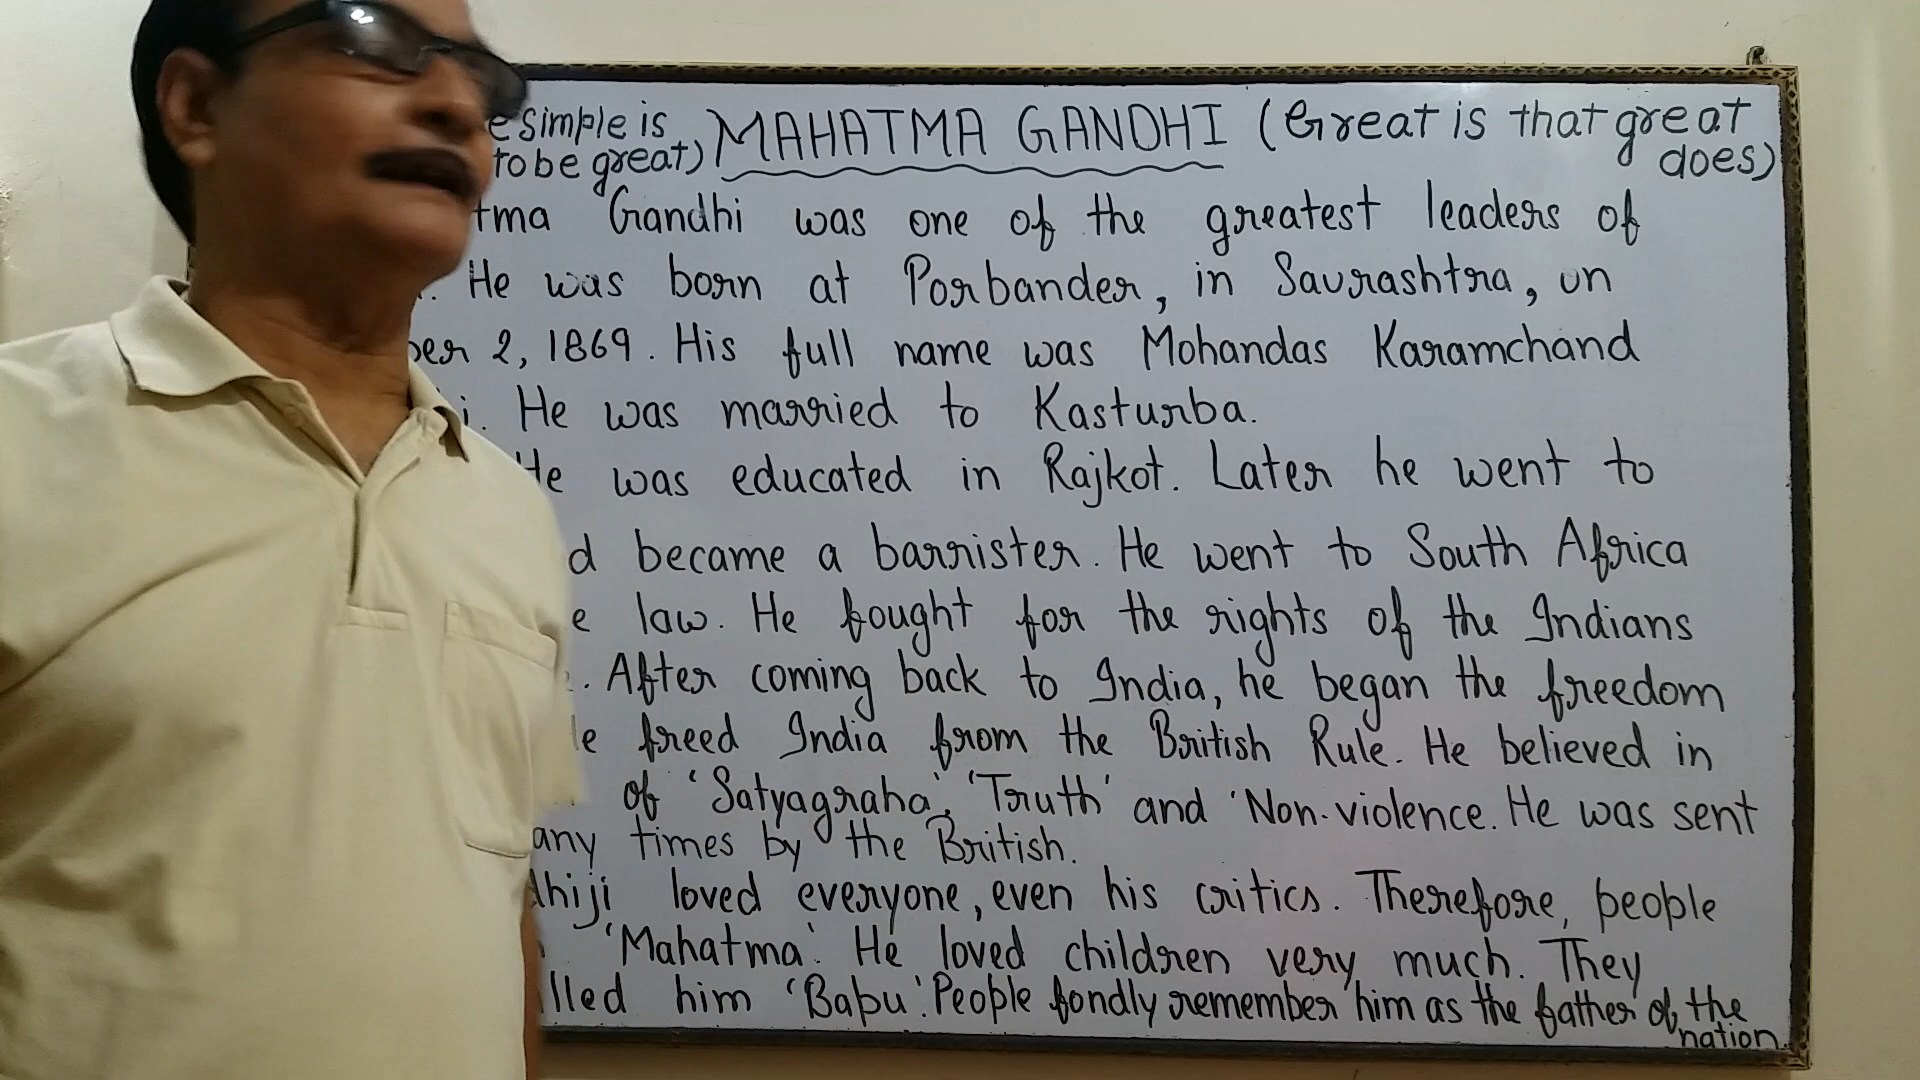 simple is
to be great) MAHATMA GANDHI (Great is that great
does)
Gandhi was one of the greatest leaders of
He was born at Porbander, in Saurashtra, on
2, 1869. His full name was Mohandas Karamchand
He was married to Kasturba.
He was educated in Rajkot. Later he went to
became a barrister. He went to South Africa
law. He fought for the rights of the Indians
. After coming back to India, he began the freedom
freed India from the British Rule. He believed in
of 'Satyagraha', 'Truth' and 'Non-violence. He was sent
any times by the British.
loved everyone, even his critics. Therefore, people
'Mahatma'. He loved children very much. They
him 'Bapu'. People fondly remember him as the father of the
nation.